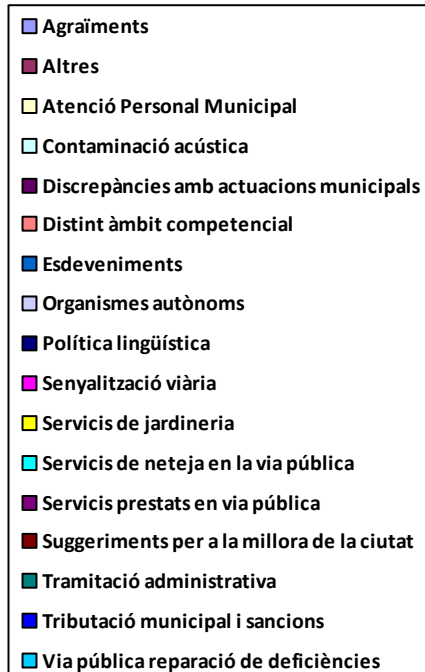 Agraïments
Altres
Atenció Personal Municipal
Contaminació acústica
Discrepàncies amb actuacions municipals
Distint àmbit competencial
Esdeveniments
Organismes autònoms
Política lingüística
Senyalització viària
Servicis de jardineria
Servicis de neteja en la via pública
Servicis prestats en via pública
Suggeriments per a la millora de la ciutat
Tramitació administrativa
Tributació municipal i sancions
Via pública reparació de deficiències